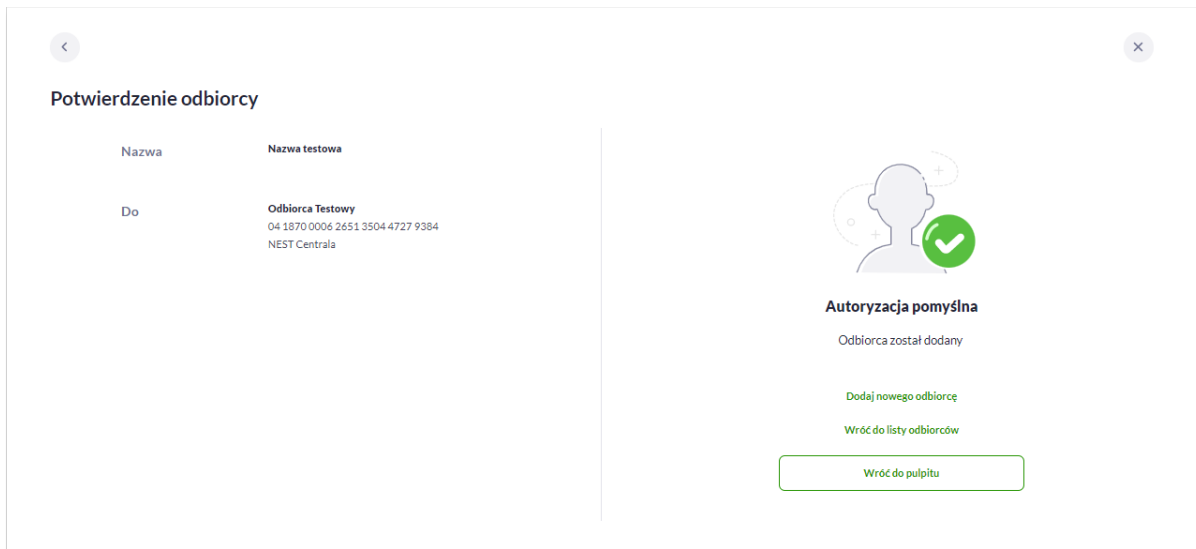 Potwierdzenie odbiorcy
Nazwa
Nazwa testowa
Do
Odbiorca Testowy
04 1870 0006 2651 3504 4727 9384
NEST Centrala
Autoryzacja pomyślna
Odbiorca został dodany
Dodaj nowego odbiorcę
Wróć do listy odbiorców
Wróć do pulpitu